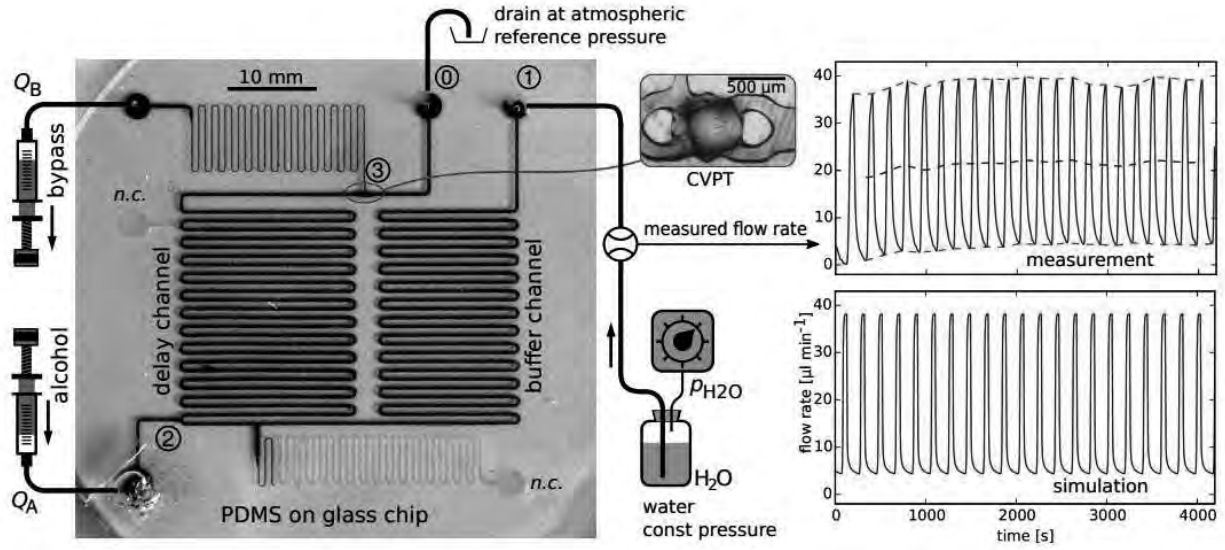 drain at atmospheric
reference pressure
10 mm
⓪
①
500 µm
CVPT
Q_B
bypass
n.c.
③
measured flow rate
delay channel
buffer channel
alcohol
②
Q_A
n.c.
PDMS on glass chip
p_H2O
H₂O
water
const pressure
40
30
20
10
0
measurement
flow rate [µl min⁻¹]
40
30
20
10
0
simulation
0
1000
2000
3000
4000
time [s]